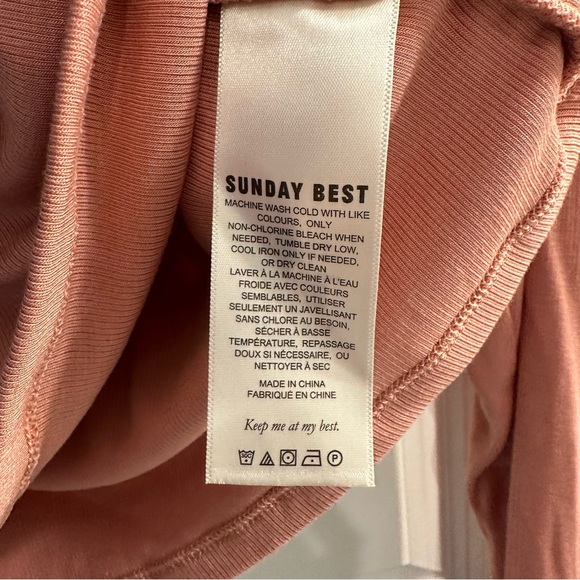 SUNDAY BEST
MACHINE WASH COLD WITH LIKE
COLOURS, ONLY
NON-CHLORINE BLEACH WHEN
NEEDED, TUMBLE DRY LOW,
COOL IRON ONLY IF NEEDED,
OR DRY CLEAN
LAVER À LA MACHINE À L'EAU
FROIDE AVEC COULEURS
SEMBLABLES, UTILISER
SEULEMENT UN JAVELLISANT
SANS CHLORE AU BESOIN,
SÉCHER À BASSE
TEMPÉRATURE, REPASSAGE
DOUX SI NÉCESSAIRE, OU
NETTOYER À SEC
MADE IN CHINA
FABRIQUÉ EN CHINE
Keep me at my best.
P